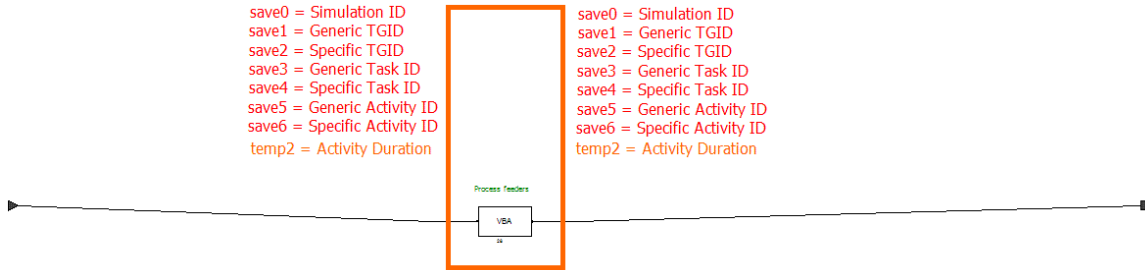 save0 = Simulation ID
save1 = Generic TGID
save2 = Specific TGID
save3 = Generic Task ID
save4 = Specific Task ID
save5 = Generic Activity ID
save6 = Specific Activity ID
temp2 = Activity Duration
save0 = Simulation ID
save1 = Generic TGID
save2 = Specific TGID
save3 = Generic Task ID
save4 = Specific Task ID
save5 = Generic Activity ID
save6 = Specific Activity ID
temp2 = Activity Duration
Process feeders
VBA